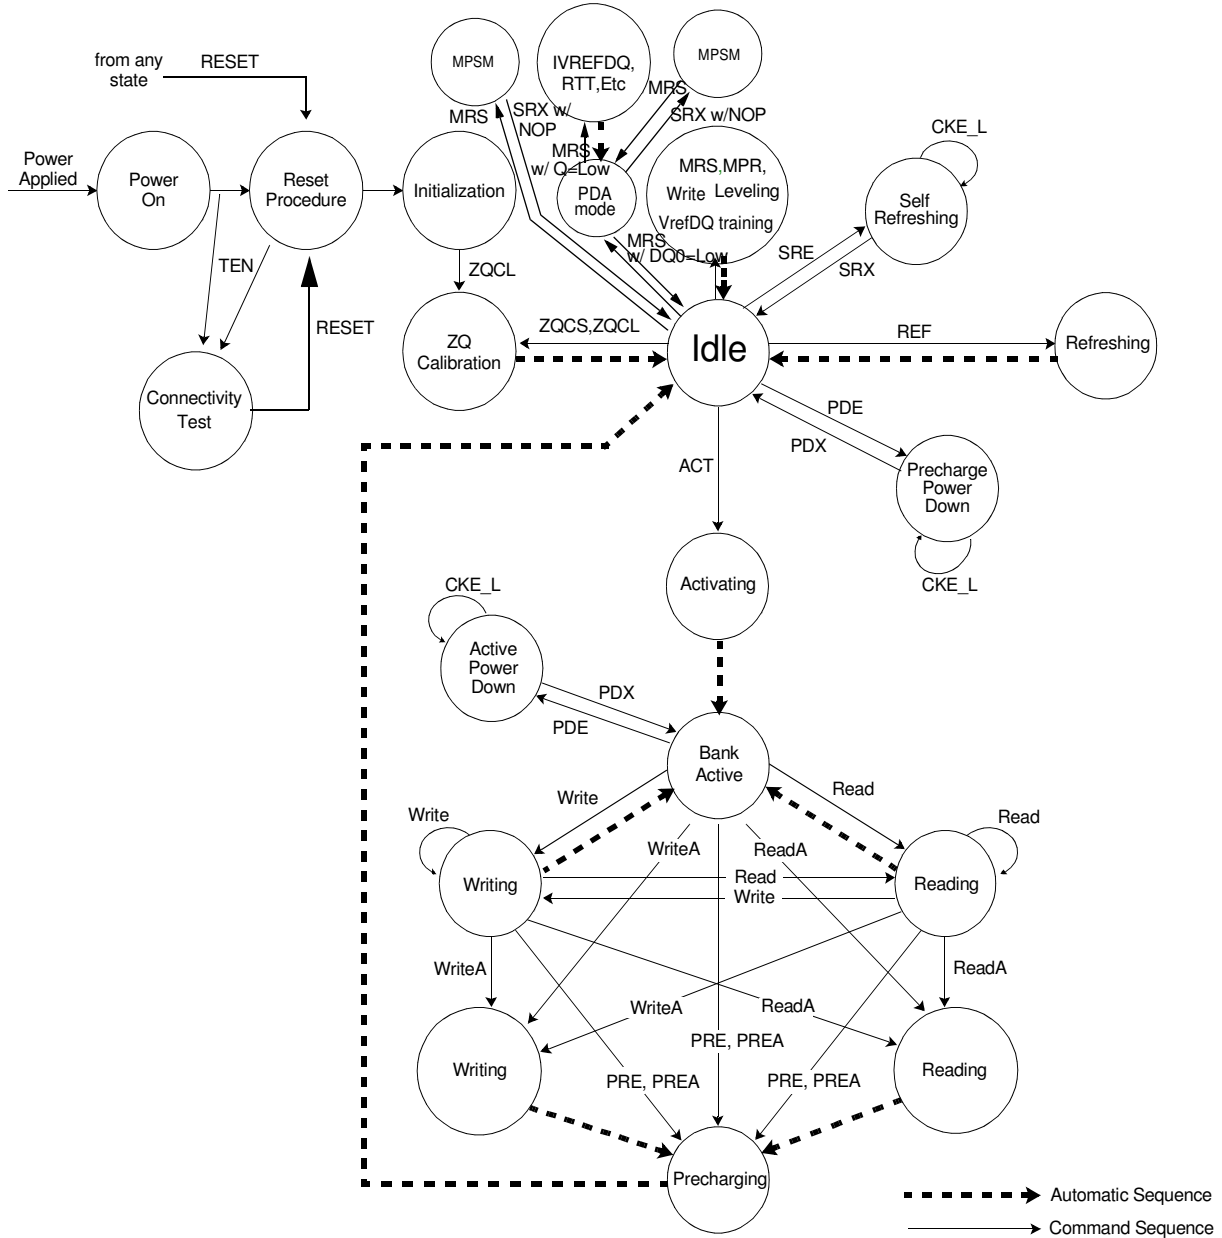 from any
state
RESET
Power
Applied
Power
On
Reset
Procedure
Initialization
TEN
RESET
Connectivity
Test
ZQCL
ZQ
Calibration
MPSM
MRS
SRX w/
NOP
IVREFDQ,
RTT,Etc
MRS
w/ Q=Low
PDA
mode
MPSM
MRS
SRX w/NOP
MRS,MPR,
Write Leveling
VrefDQ training
MRS
w/ DQ0=Low
CKE_L
Self
Refreshing
SRE
SRX
ZQCS,ZQCL
Idle
REF
Refreshing
PDE
PDX
Precharge
Power
Down
CKE_L
ACT
Activating
CKE_L
Active
Power
Down
PDX
PDE
Bank
Active
Write
Read
Write
WriteA
ReadA
Read
Writing
Read
Write
Reading
WriteA
ReadA
WriteA
ReadA
PRE, PREA
Writing
PRE, PREA
PRE, PREA
Reading
Precharging
Automatic Sequence
Command Sequence